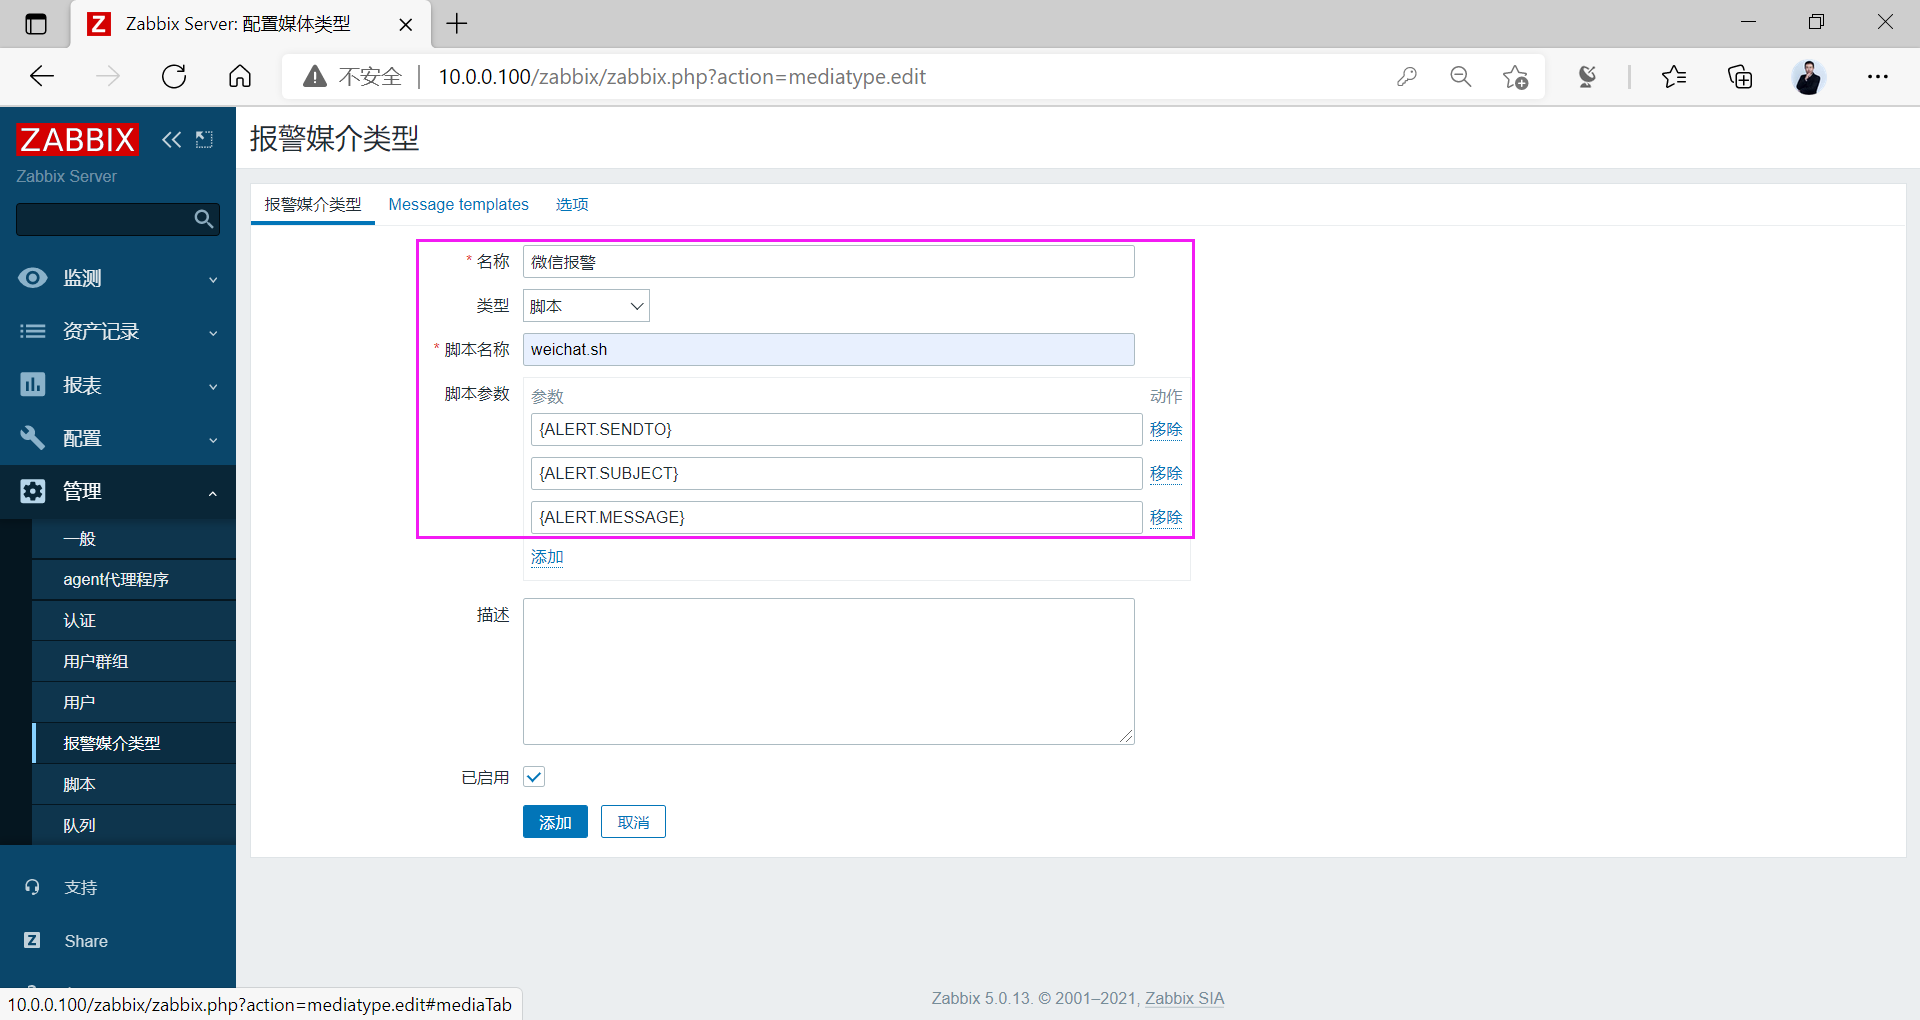 Zabbix Server: 配置媒体类型
不安全 | 10.0.0.100/zabbix/zabbix.php?action=mediatype.edit
ZABBIX
Zabbix Server
监测
资产记录
报表
配置
管理
一般
agent代理程序
认证
用户群组
用户
报警媒介类型
脚本
队列
支持
Share
报警媒介类型
报警媒介类型 Message templates 选项
* 名称 微信报警
类型 脚本
* 脚本名称 weichat.sh
脚本参数 参数 动作
{ALERT.SENDTO} 移除
{ALERT.SUBJECT} 移除
{ALERT.MESSAGE} 移除
添加
描述
已启用
添加 取消
Zabbix 5.0.13. © 2001–2021, Zabbix SIA
10.0.0.100/zabbix/zabbix.php?action=mediatype.edit#mediaTab